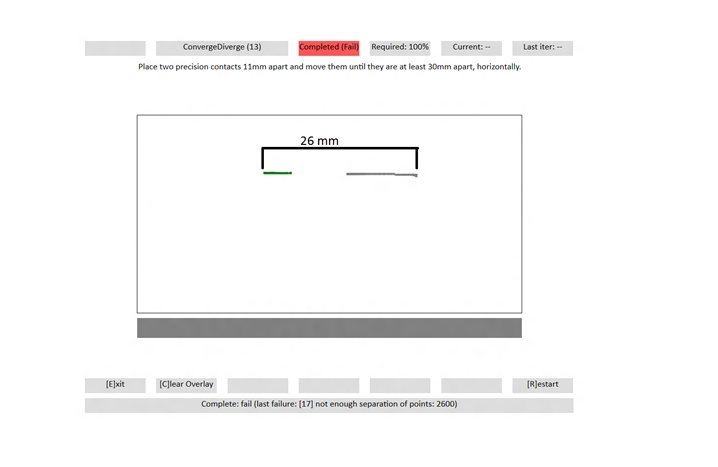 ConvergeDiverge (13) Completed (Fail) Required: 100% Current: -- Last iter: --
Place two precision contacts 11mm apart and move them until they are at least 30mm apart, horizontally.
26 mm
[E]xit [C]lear Overlay [R]estart
Complete: fail (last failure: [17] not enough separation of points: 2600)